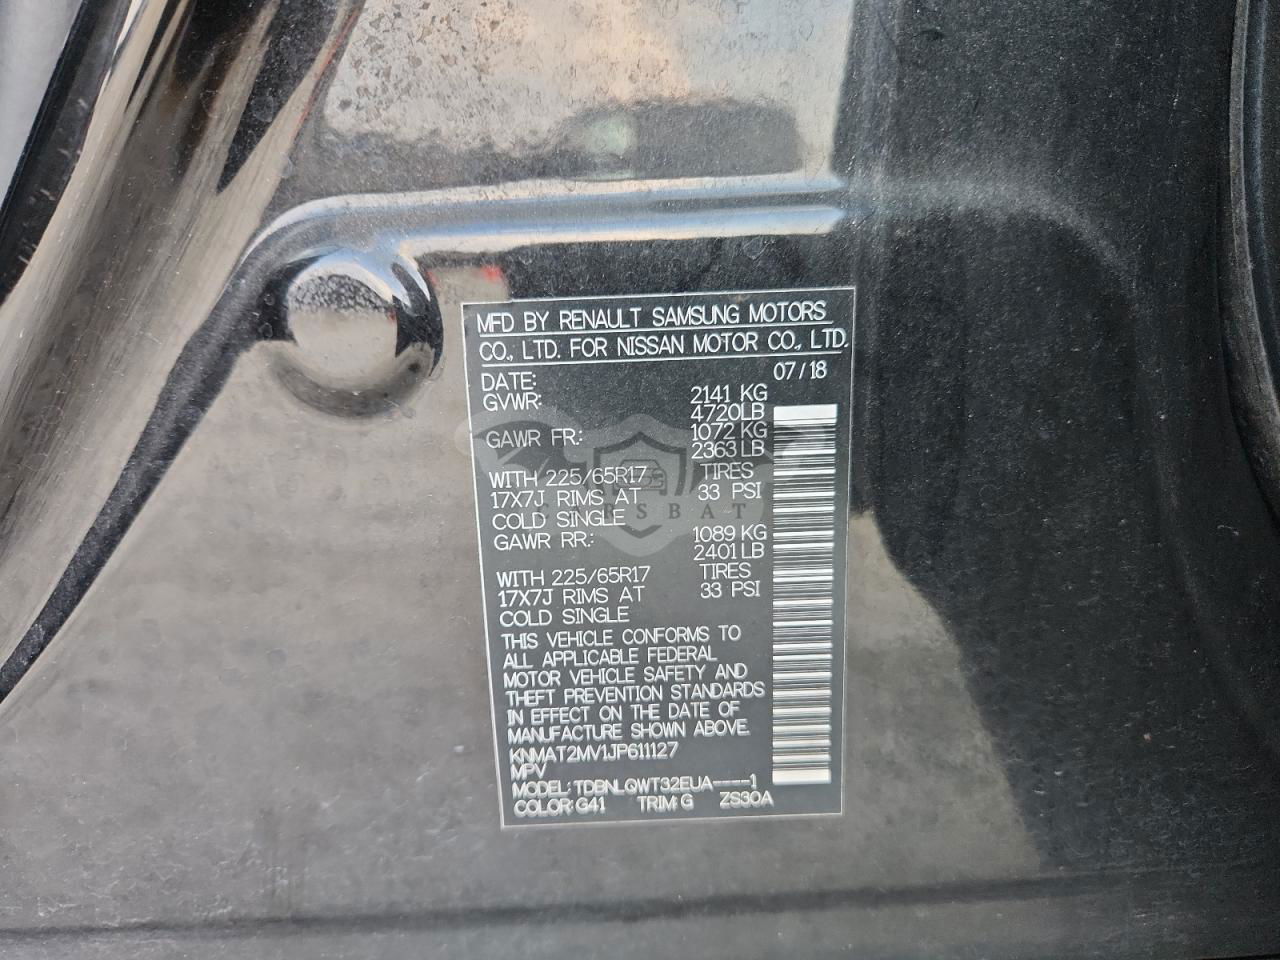 MFD BY RENAULT SAMSUNG MOTORS
CO., LTD. FOR NISSAN MOTOR CO., LTD.
DATE: 07/18
GVWR: 2141 KG
4720LB
GAWR FR.: 1072 KG
2363 LB
WITH 225/65R17 TIRES
17X7J RIMS AT 33 PSI
COLD SINGLE
GAWR RR.: 1089 KG
2401 LB
WITH 225/65R17 TIRES
17X7J RIMS AT 33 PSI
COLD SINGLE
THIS VEHICLE CONFORMS TO
ALL APPLICABLE FEDERAL
MOTOR VEHICLE SAFETY AND
THEFT PREVENTION STANDARDS
IN EFFECT ON THE DATE OF
MANUFACTURE SHOWN ABOVE.
KNMAT2MV1JP611127
MPV
MODEL: TDBNLQWT32EUA----1
COLOR: G41 TRIM: G ZS30A
CARSBAT